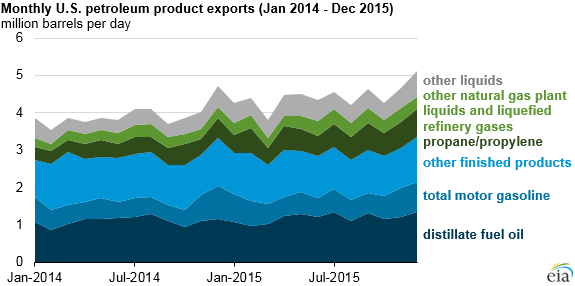 Monthly U.S. petroleum product exports (Jan 2014 - Dec 2015)
million barrels per day
6
5
4
3
2
1
0
Jan-2014
Jul-2014
Jan-2015
Jul-2015
other liquids
other natural gas plant
liquids and liquefied
refinery gases
propane/propylene
other finished products
total motor gasoline
distillate fuel oil
eia